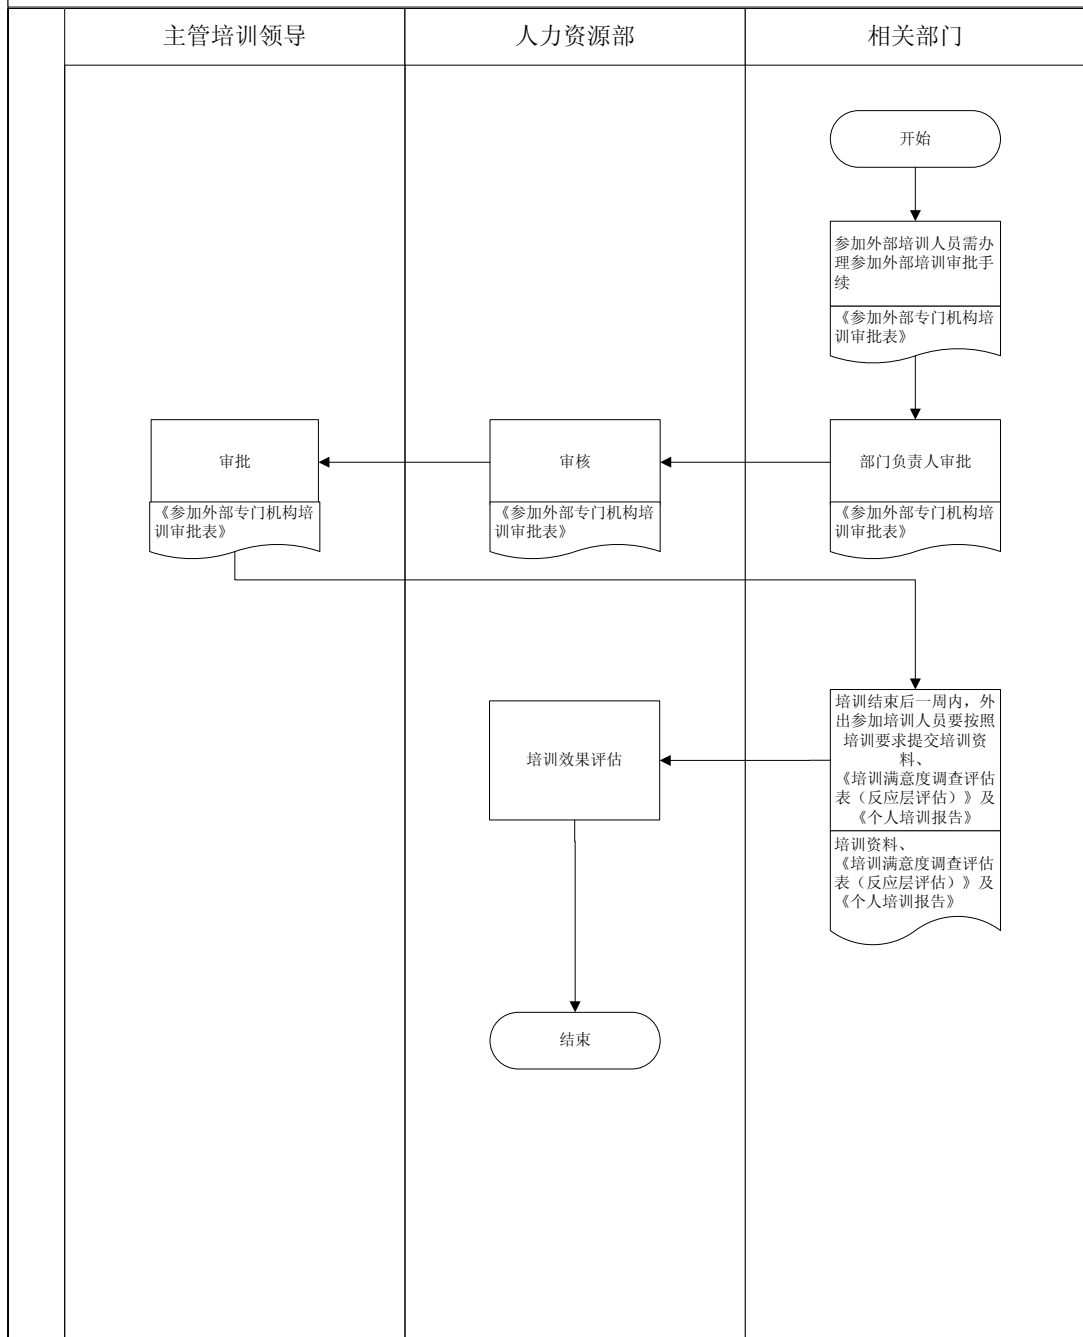 主管培训领导
人力资源部
相关部门
开始
参加外部培训人员需办
理参加外部培训审批手
续
《参加外部专门机构培
训审批表》
审批
《参加外部专门机构培
训审批表》
审核
《参加外部专门机构培
训审批表》
部门负责人审批
《参加外部专门机构培
训审批表》
培训结束后一周内，外
出参加培训人员要按照
培训要求提交培训资
料、
《培训满意度调查评估
表（反应层评估）》及
《个人培训报告》
培训资料、
《培训满意度调查评估
表（反应层评估）》及
《个人培训报告》
培训效果评估
结束